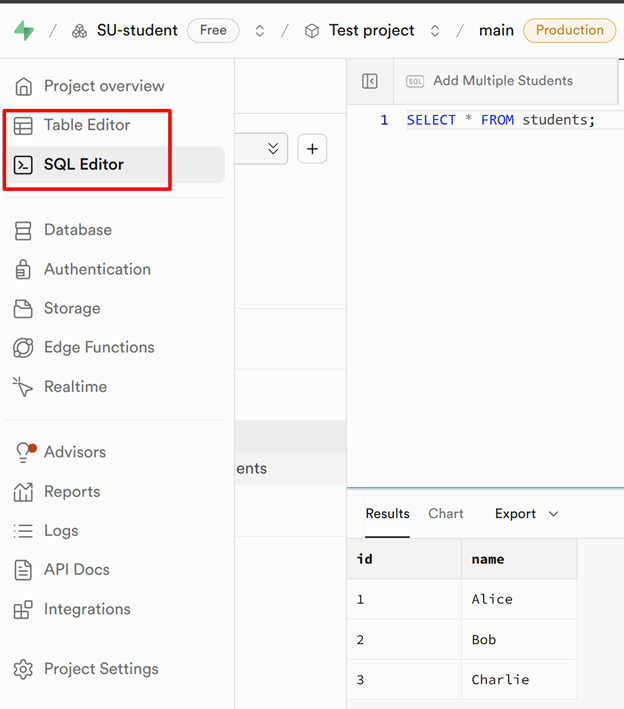 SU-student Free Test project main Production
Project overview
Table Editor
SQL Editor
Database
Authentication
Storage
Edge Functions
Realtime
Advisors
Reports
Logs
API Docs
Integrations
Project Settings
ents
SQL Add Multiple Students
1 SELECT * FROM students;
Results Chart Export
id name
1 Alice
2 Bob
3 Charlie